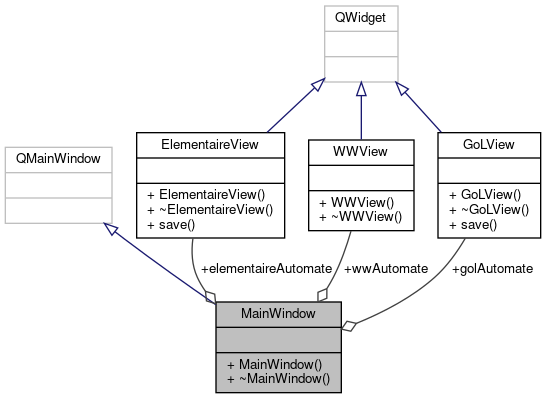 QWidget
ElementaireView
+ ElementaireView()
+ ~ElementaireView()
+ save()
WWView
+ WWView()
+ ~WWView()
GoLView
+ GoLView()
+ ~GoLView()
+ save()
QMainWindow
+elementaireAutomate
+wwAutomate
+golAutomate
MainWindow
+ MainWindow()
+ ~MainWindow()